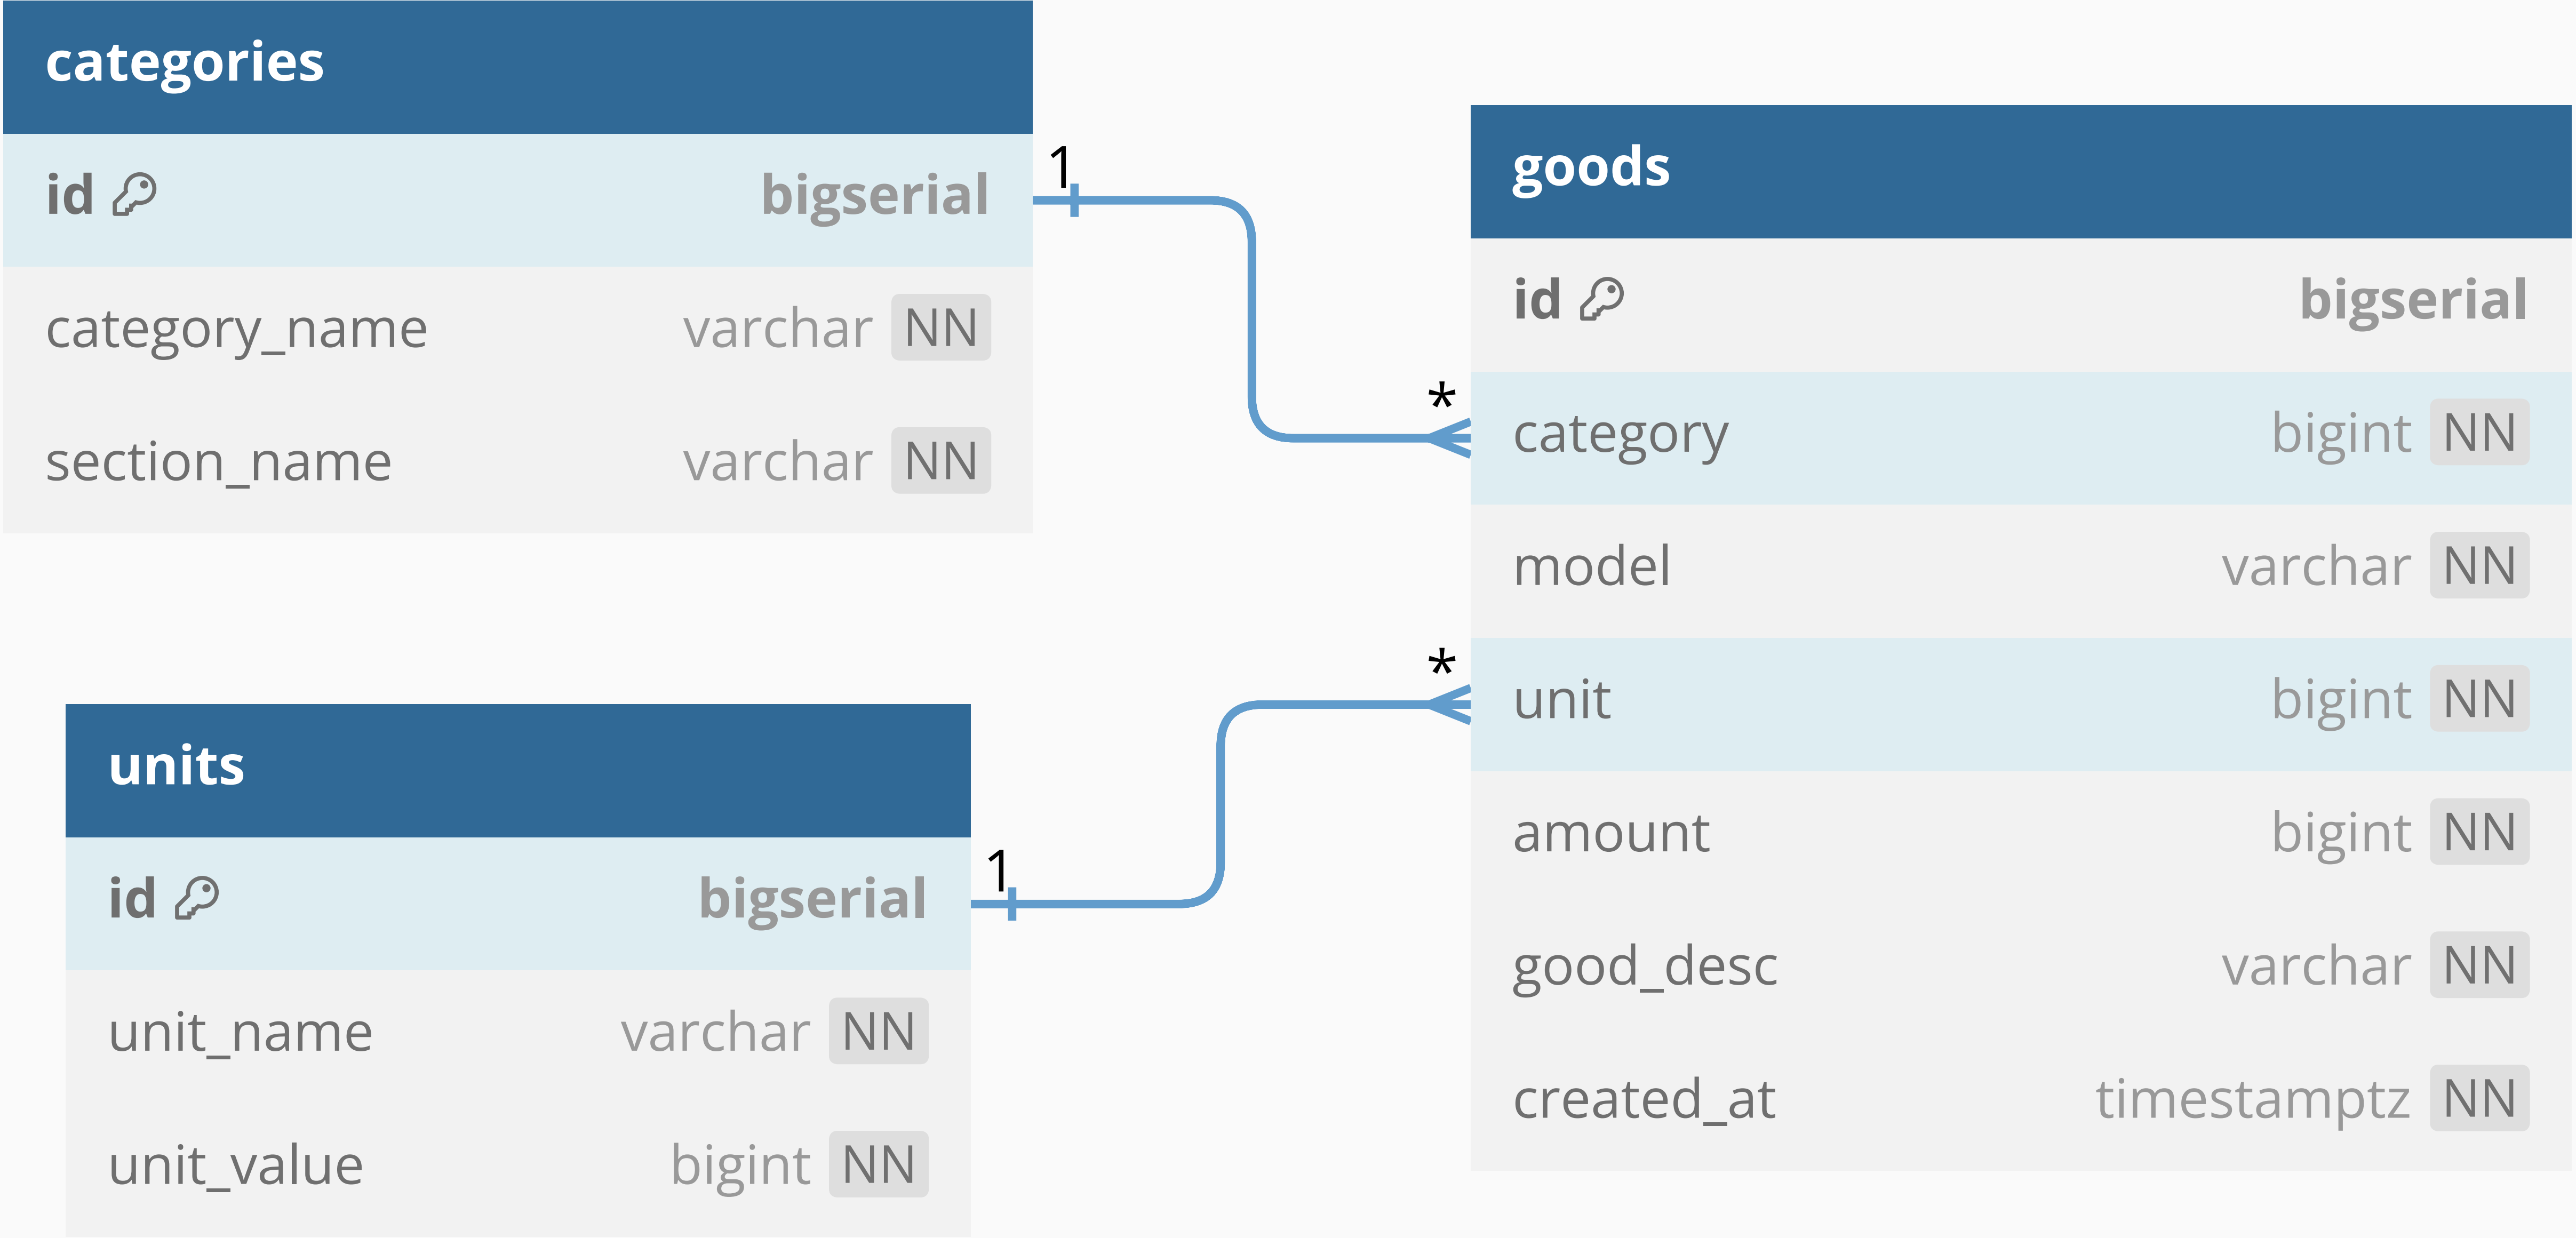 categories
id bigserial
category_name varchar NN
section_name varchar NN
1
*
goods
id bigserial
category bigint NN
model varchar NN
unit bigint NN
amount bigint NN
good_desc varchar NN
created_at timestamptz NN
units
id bigserial
unit_name varchar NN
unit_value bigint NN
1
*